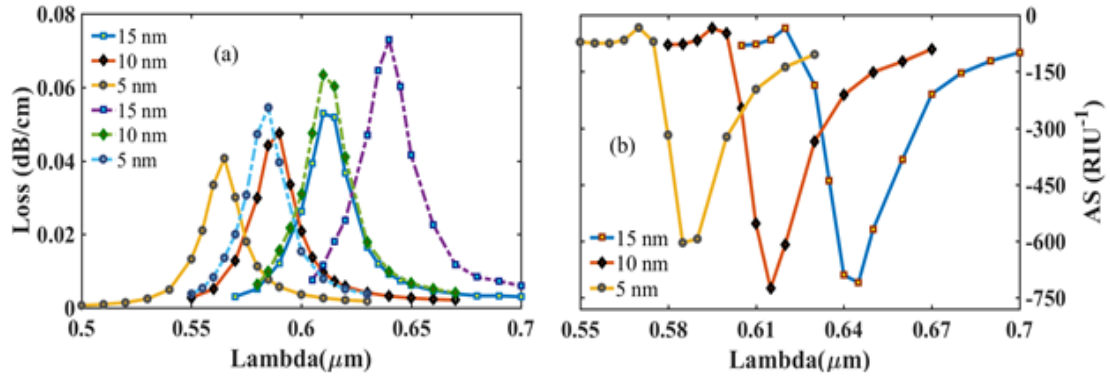 0.08
0.06
0.04
0.02
0
Loss (dB/cm)
15 nm
10 nm
5 nm
15 nm
10 nm
5 nm
(a)
0.5 0.55 0.6 0.65 0.7
Lambda(μm)
0
-150
-300
-450
-600
-750
AS (RIU⁻¹)
(b)
15 nm
10 nm
5 nm
0.55 0.58 0.61 0.64 0.67 0.7
Lambda(μm)